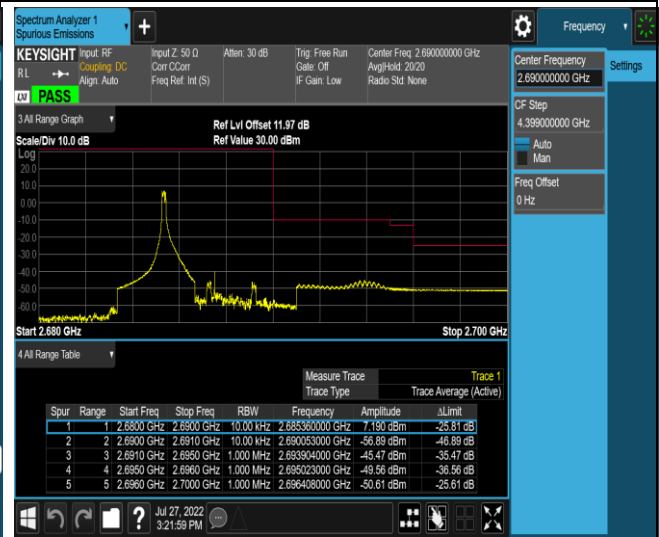 Spectrum Analyzer 1
Spurious Emissions
+
Frequency
KEYSIGHT
R L
LXI
PASS
Input: RF
Coupling: DC
Align: Auto
Input Z: 50 Ω
Corr CCorr
Freq Ref: Int (S)
Atten: 30 dB
Trig: Free Run
Gate: Off
IF Gain: Low
Center Freq: 2.690000000 GHz
Avg|Hold: 20/20
Radio Std: None
Center Frequency
2.690000000 GHz
Settings
CF Step
4.399000000 GHz
Auto
Man
Freq Offset
0 Hz
3 All Range Graph
Scale/Div 10.0 dB
Ref Lvl Offset 11.97 dB
Ref Value 30.00 dBm
Log
20.0
10.0
0.00
-10.0
-20.0
-30.0
-40.0
-50.0
-60.0
Start 2.680 GHz
Stop 2.700 GHz
4 All Range Table
Measure Trace Trace 1
Trace Type Trace Average (Active)
Spur Range Start Freq Stop Freq RBW Frequency Amplitude ΔLimit
1 1 2.6800 GHz 2.6900 GHz 10.00 kHz 2.685360000 GHz 7.190 dBm -25.81 dB
2 2 2.6900 GHz 2.6910 GHz 10.00 kHz 2.690053000 GHz -56.89 dBm -46.89 dB
3 3 2.6910 GHz 2.6950 GHz 1.000 MHz 2.693904000 GHz -45.47 dBm -35.47 dB
4 4 2.6950 GHz 2.6960 GHz 1.000 MHz 2.695023000 GHz -49.56 dBm -36.56 dB
5 5 2.6960 GHz 2.7000 GHz 1.000 MHz 2.696408000 GHz -50.61 dBm -25.61 dB
?
Jul 27, 2022
3:21:59 PM